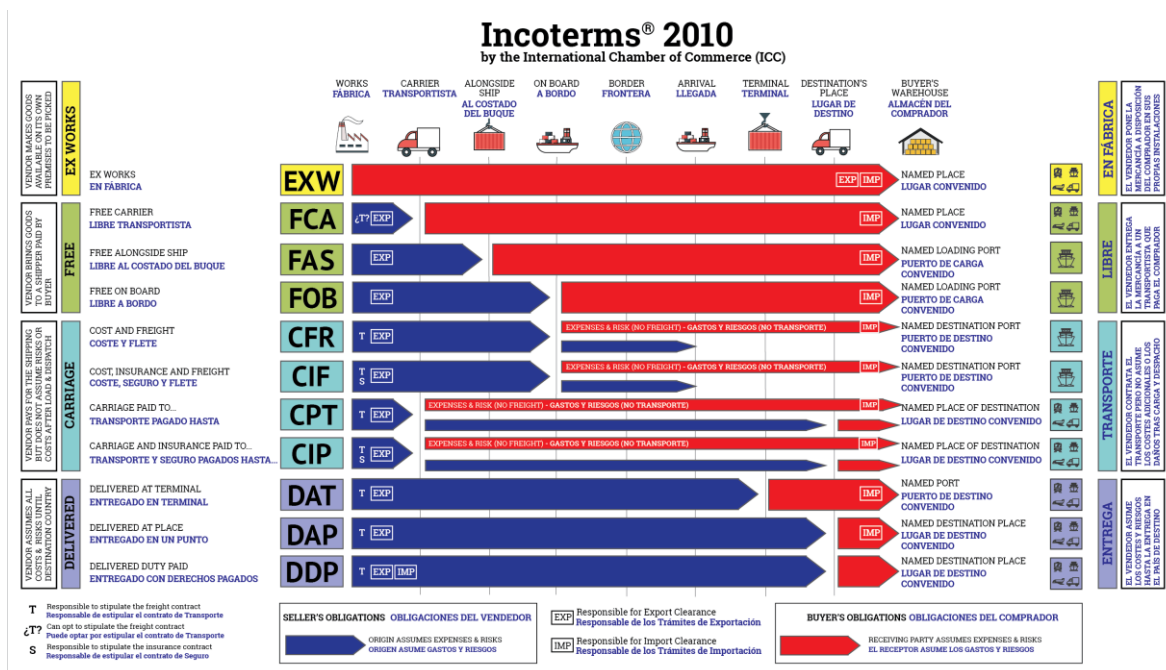 Incoterms® 2010
by the International Chamber of Commerce (ICC)
WORKS
FÁBRICA
CARRIER
TRANSPORTISTA
ALONGSIDE
SHIP
AL COSTADO
DEL BUQUE
ON BOARD
A BORDO
BORDER
FRONTERA
ARRIVAL
LLEGADA
TERMINAL
TERMINAL
DESTINATION'S
PLACE
LUGAR DE
DESTINO
BUYER'S
WAREHOUSE
ALMACÉN DEL
COMPRADOR
VENDOR MAKES GOODS
AVAILABLE ON ITS OWN
PREMISES TO BE PICKED
EX WORKS
EX WORKS
EN FÁBRICA
EXW
EXP IMP
NAMED PLACE
LUGAR CONVENIDO
EN FÁBRICA
EL VENDEDOR PONE LA
MERCANCÍA A DISPOSICIÓN
DEL COMPRADOR EN SUS
PROPIAS INSTALACIONES
VENDOR BRINGS GOODS
TO A SHIPPER PAID BY
BUYER
FREE
FREE CARRIER
LIBRE TRANSPORTISTA
FCA
¿T? EXP
IMP
NAMED PLACE
LUGAR CONVENIDO
FREE ALONGSIDE SHIP
LIBRE AL COSTADO DEL BUQUE
FAS
EXP
IMP
NAMED LOADING PORT
PUERTO DE CARGA
CONVENIDO
FREE ON BOARD
LIBRE A BORDO
FOB
EXP
IMP
NAMED LOADING PORT
PUERTO DE CARGA
CONVENIDO
LIBRE
EL VENDEDOR ENTREGA
LA MERCANCÍA A UN
TRANSPORTISTA QUE
PAGA EL COMPRADOR
VENDOR PAYS FOR THE SHIPPING
BUT DOES NOT ASSUME RISKS OR
COSTS AFTER LOAD & DISPATCH
CARRIAGE
COST AND FREIGHT
COSTE Y FLETE
CFR
T EXP
EXPENSES & RISK (NO FREIGHT) - GASTOS Y RIESGOS (NO TRANSPORTE)
IMP
NAMED DESTINATION PORT
PUERTO DE DESTINO
CONVENIDO
COST, INSURANCE AND FREIGHT
COSTE, SEGURO Y FLETE
CIF
T
S
EXP
EXPENSES & RISK (NO FREIGHT) - GASTOS Y RIESGOS (NO TRANSPORTE)
IMP
NAMED DESTINATION PORT
PUERTO DE DESTINO
CONVENIDO
CARRIAGE PAID TO...
TRANSPORTE PAGADO HASTA
CPT
T EXP
EXPENSES & RISK (NO FREIGHT) - GASTOS Y RIESGOS (NO TRANSPORTE)
IMP
NAMED PLACE OF DESTINATION
LUGAR DE DESTINO CONVENIDO
CARRIAGE AND INSURANCE PAID TO...
TRANSPORTE Y SEGURO PAGADOS HASTA...
CIP
T
S
EXP
EXPENSES & RISK (NO FREIGHT) - GASTOS Y RIESGOS (NO TRANSPORTE)
IMP
NAMED PLACE OF DESTINATION
LUGAR DE DESTINO CONVENIDO
TRANSPORTE
EL VENDEDOR CONTRATA EL
TRANSPORTE PERO NO ASUME
LOS COSTES ADICIONALES O LOS
DAÑOS TRAS CARGA Y DESPACHO
VENDOR ASSUMES ALL
COSTS & RISKS UNTIL
DESTINATION COUNTRY
DELIVERED
DELIVERED AT TERMINAL
ENTREGADO EN TERMINAL
DAT
T EXP
IMP
NAMED PORT
PUERTO DE DESTINO
CONVENIDO
DELIVERED AT PLACE
ENTREGADO EN UN PUNTO
DAP
T EXP
IMP
NAMED DESTINATION PLACE
LUGAR DE DESTINO
CONVENIDO
DELIVERED DUTY PAID
ENTREGADO CON DERECHOS PAGADOS
DDP
T EXP IMP
NAMED DESTINATION PLACE
LUGAR DE DESTINO
CONVENIDO
ENTREGA
EL VENDEDOR ASUME
LOS COSTES Y RIESGOS
HASTA LA ENTREGA EN
EL PAÍS DE DESTINO
T Responsible to stipulate the freight contract
Responsable de estipular el contrato de Transporte
¿T? Can opt to stipulate the freight contract
Puede optar por estipular el contrato de Transporte
S Responsible to stipulate the insurance contract
Responsable de estipular el contrato de Seguro
SELLER'S OBLIGATIONS OBLIGACIONES DEL VENDEDOR
ORIGIN ASSUMES EXPENSES & RISKS
ORIGEN ASUME GASTOS Y RIESGOS
EXP Responsible for Export Clearance
Responsable de los Trámites de Exportación
IMP Responsible for Import Clearance
Responsable de los Trámites de Importación
BUYER'S OBLIGATIONS OBLIGACIONES DEL COMPRADOR
RECEIVING PARTY ASSUMES EXPENSES & RISKS
EL RECEPTOR ASUME LOS GASTOS Y RIESGOS